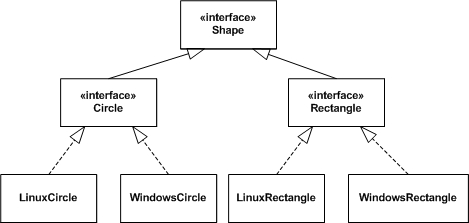 «interface»
Shape
«interface»
Circle
«interface»
Rectangle
LinuxCircle
WindowsCircle
LinuxRectangle
WindowsRectangle